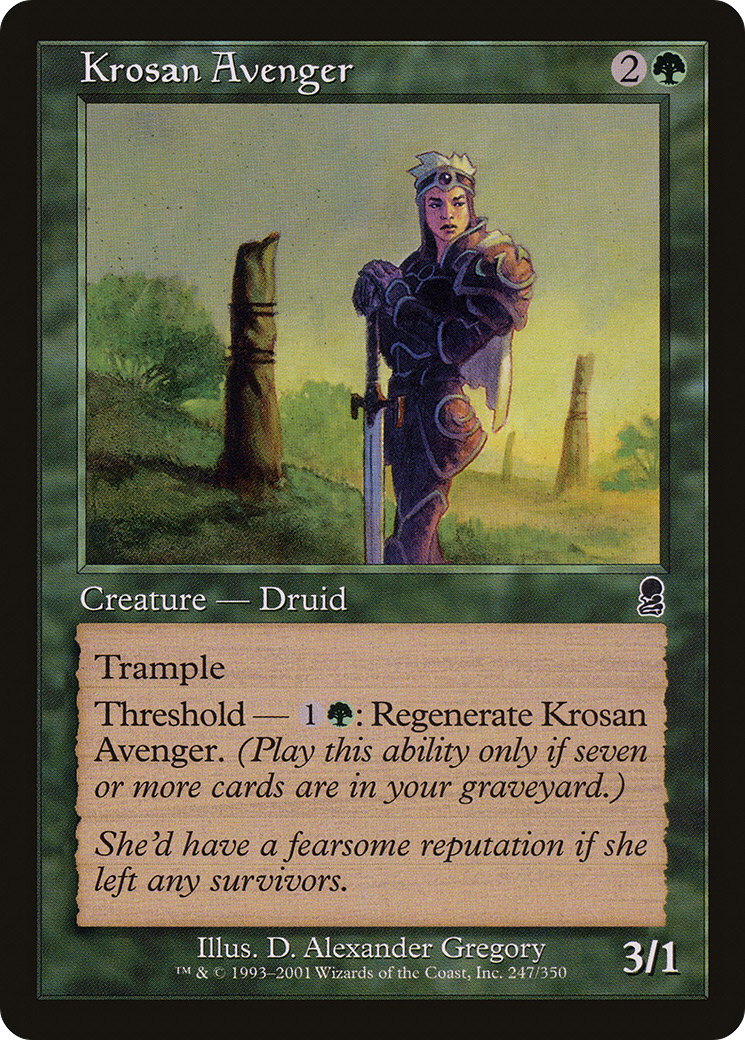 Krosan Avenger 2
Creature — Druid
Trample
Threshold — 1 : Regenerate Krosan
Avenger. (Play this ability only if seven
or more cards are in your graveyard.)
She'd have a fearsome reputation if she
left any survivors.
Illus. D. Alexander Gregory
™ & © 1993–2001 Wizards of the Coast, Inc. 247/350
3/1